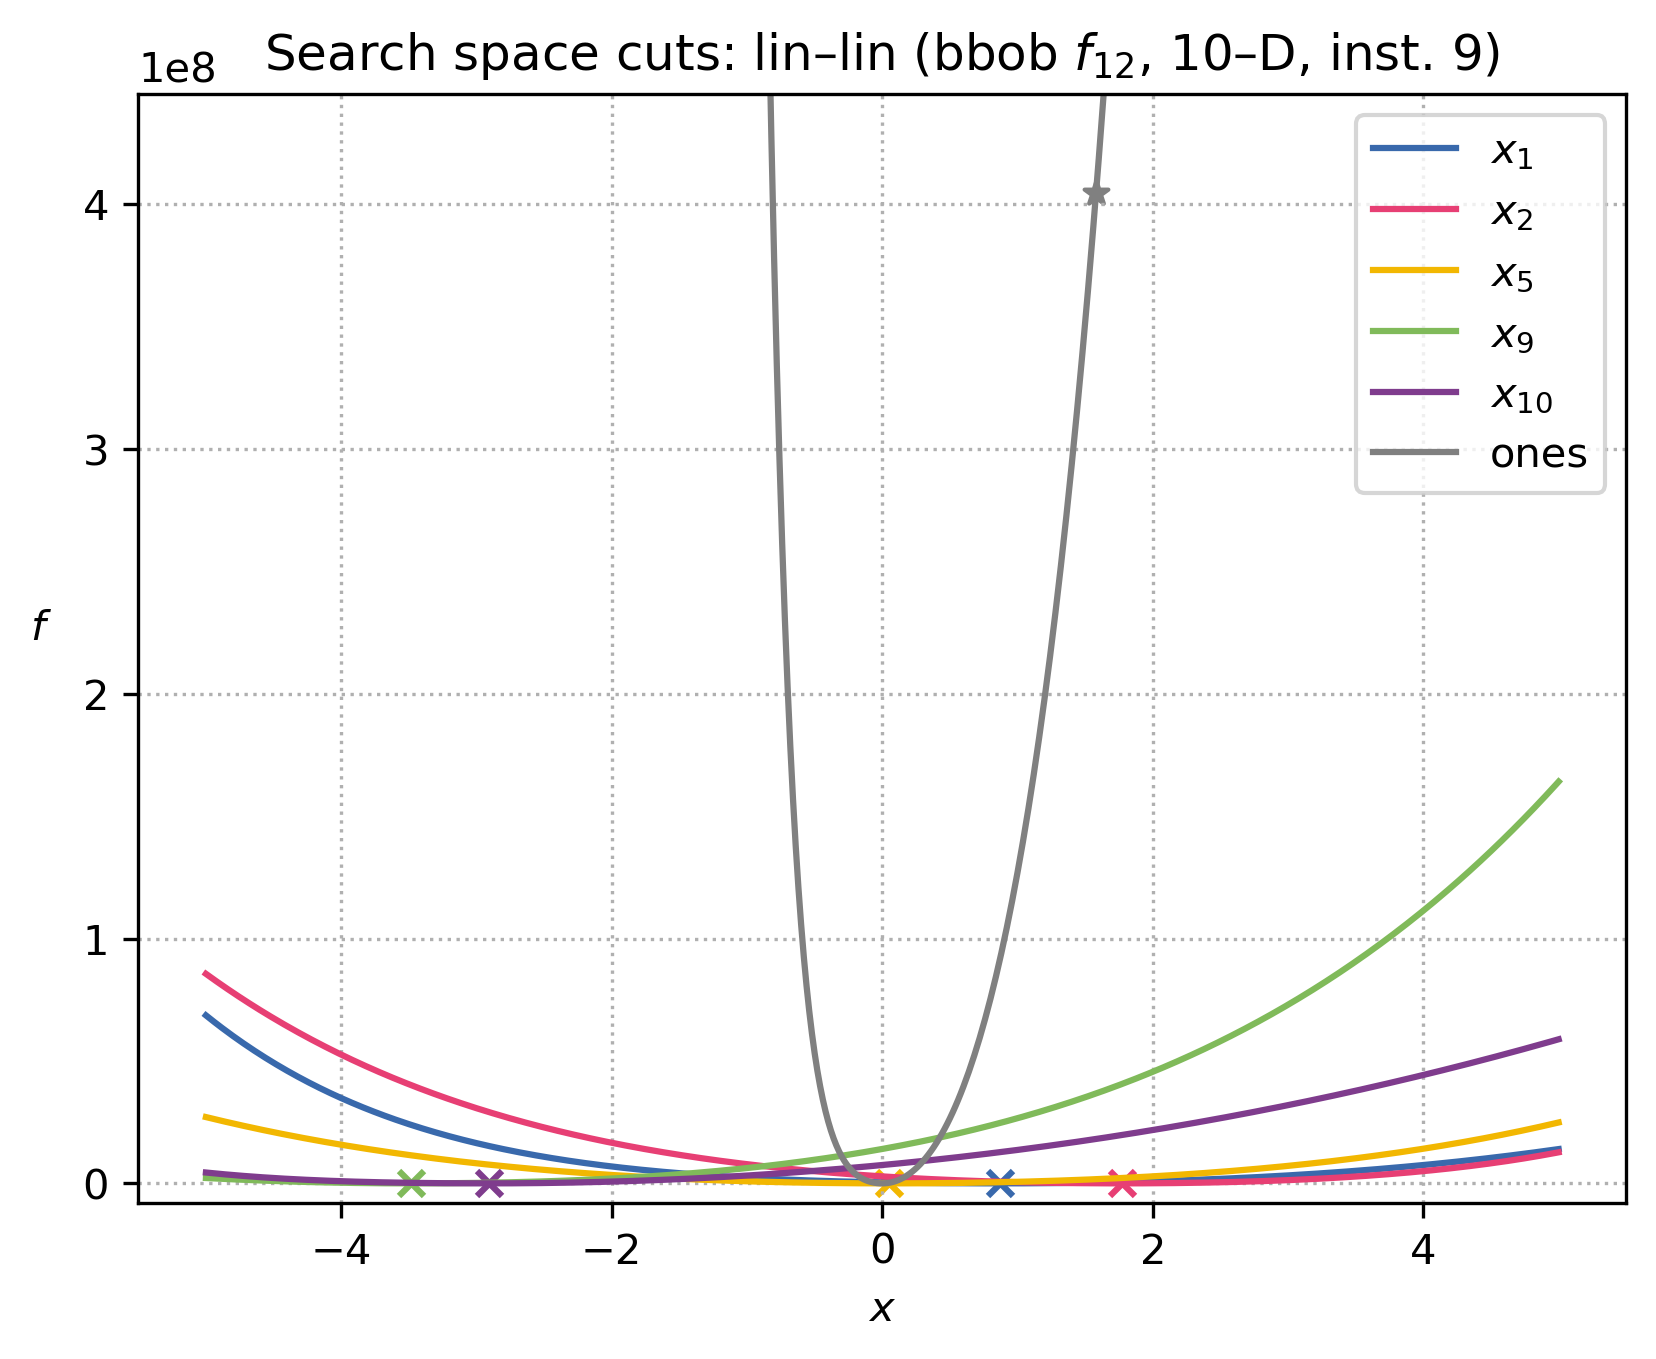 Search space cuts: lin–lin (bbob f₁₂, 10–D, inst. 9)
1e8
4
3
2
1
0
f
−4
−2
0
2
4
x
x₁
x₂
x₅
x₉
x₁₀
ones